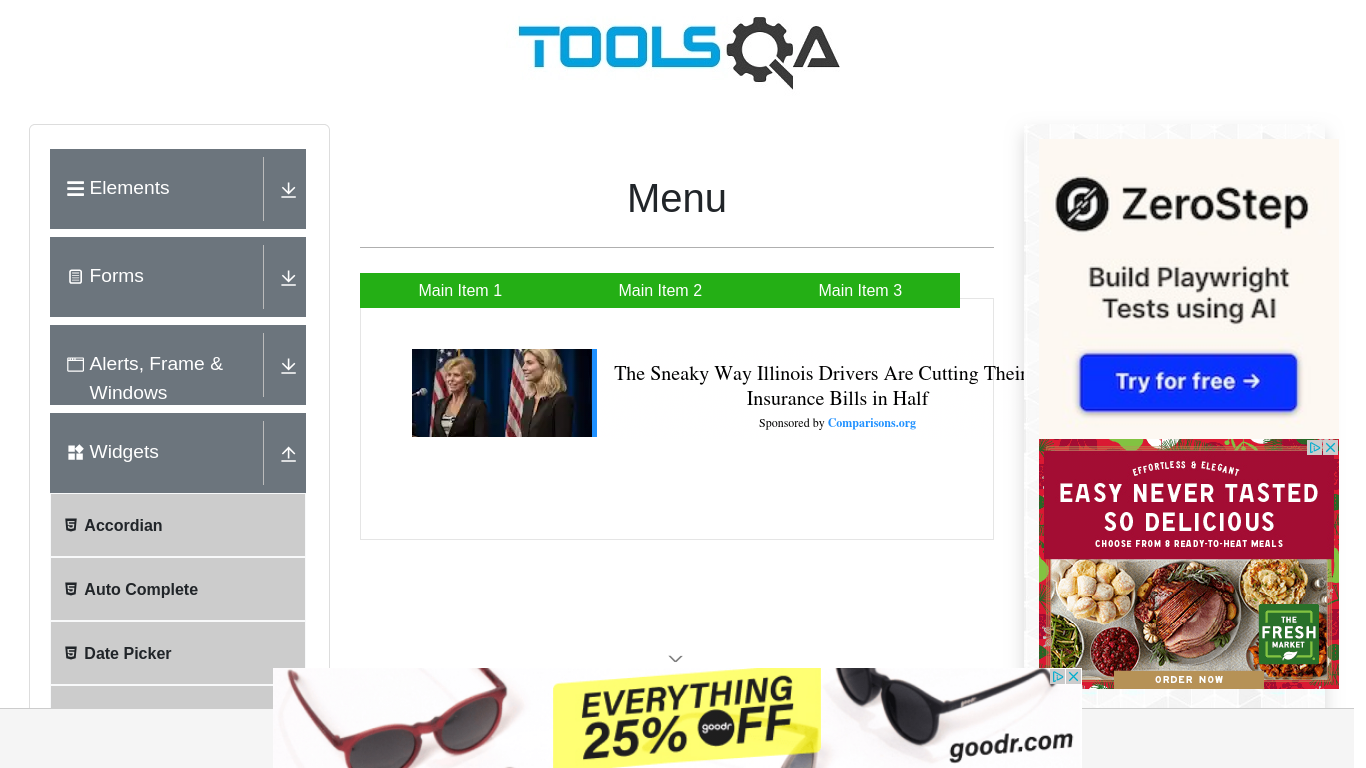 TOOLSQA
Elements
Forms
Alerts, Frame &
Windows
Widgets
Accordian
Auto Complete
Date Picker
Menu
Main Item 1
Main Item 2
Main Item 3
The Sneaky Way Illinois Drivers Are Cutting Their
Insurance Bills in Half
Sponsored by Comparisons.org
ZeroStep
Build Playwright
Tests using AI
Try for free →
EFFORTLESS & ELEGANT
EASY NEVER TASTED
SO DELICIOUS
CHOOSE FROM 8 READY-TO-HEAT MEALS
THE
FRESH
MARKET
ORDER NOW
EVERYTHING
25% goodr OFF
goodr.com